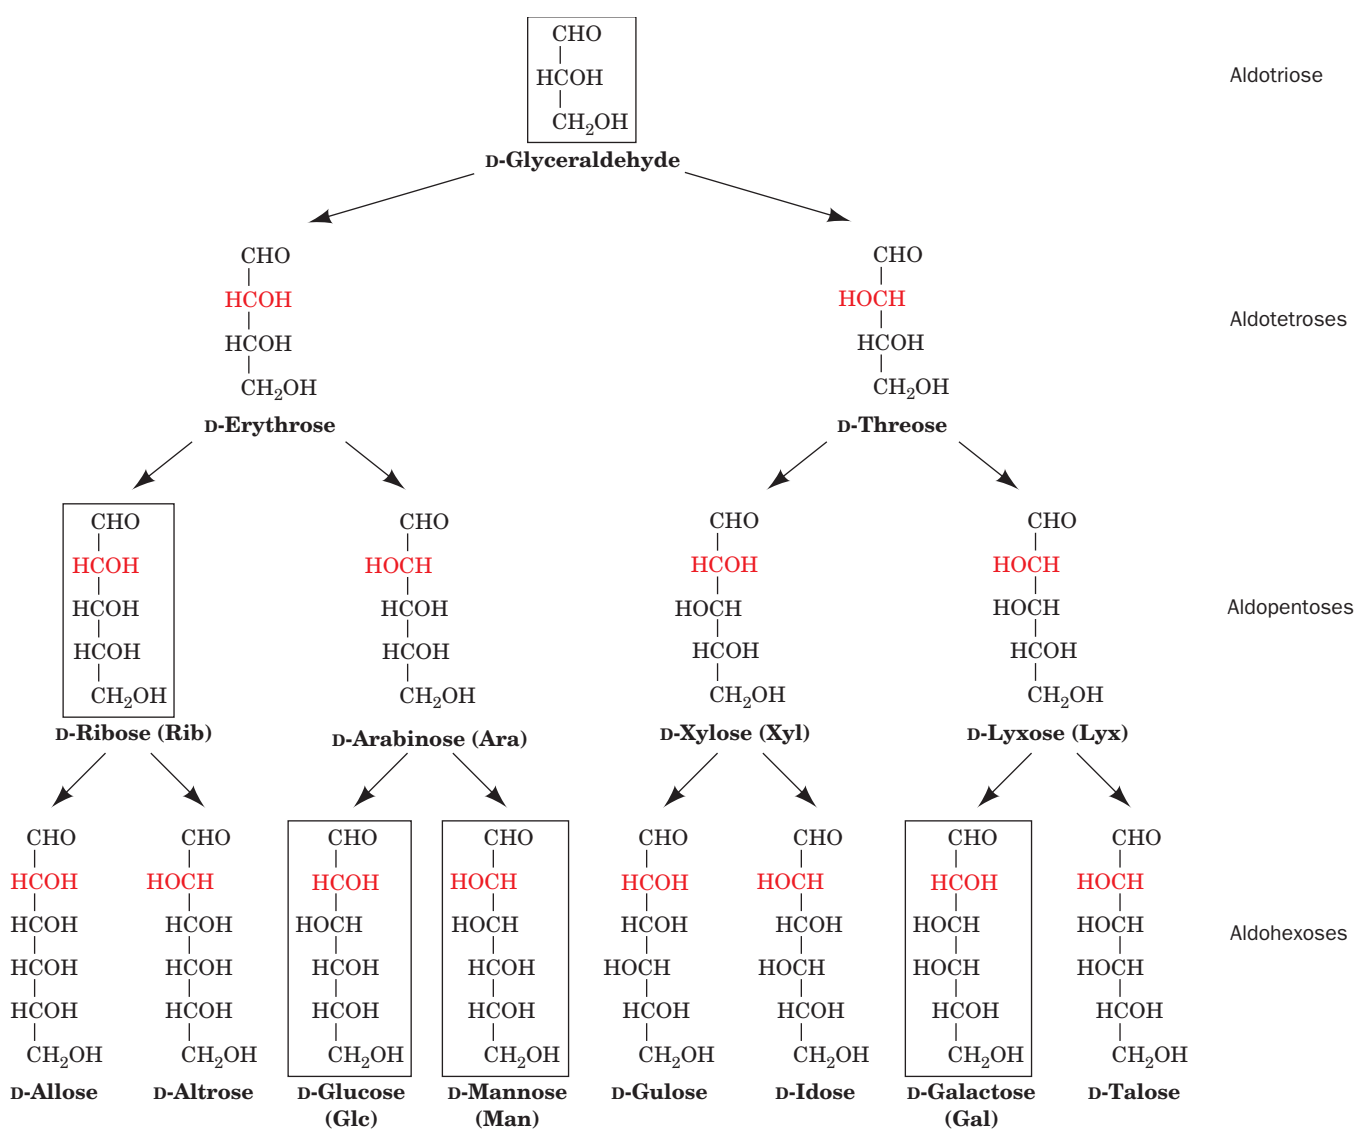 CHO
HCOH
CH₂OH
D-Glyceraldehyde
Aldotriose
CHO
HCOH
HCOH
CH₂OH
D-Erythrose
CHO
HOCH
HCOH
CH₂OH
D-Threose
Aldotetroses
CHO
HCOH
HCOH
HCOH
CH₂OH
D-Ribose (Rib)
CHO
HOCH
HCOH
HCOH
CH₂OH
D-Arabinose (Ara)
CHO
HCOH
HOCH
HCOH
CH₂OH
D-Xylose (Xyl)
CHO
HOCH
HOCH
HCOH
CH₂OH
D-Lyxose (Lyx)
Aldopentoses
CHO
HCOH
HCOH
HCOH
HCOH
CH₂OH
D-Allose
CHO
HOCH
HCOH
HCOH
HCOH
CH₂OH
D-Altrose
CHO
HCOH
HOCH
HCOH
HCOH
CH₂OH
D-Glucose
(Glc)
CHO
HOCH
HOCH
HCOH
HCOH
CH₂OH
D-Mannose
(Man)
CHO
HCOH
HCOH
HOCH
HCOH
CH₂OH
D-Gulose
CHO
HOCH
HCOH
HOCH
HCOH
CH₂OH
D-Idose
CHO
HCOH
HOCH
HOCH
HCOH
CH₂OH
D-Galactose
(Gal)
CHO
HOCH
HOCH
HOCH
HCOH
CH₂OH
D-Talose
Aldohexoses